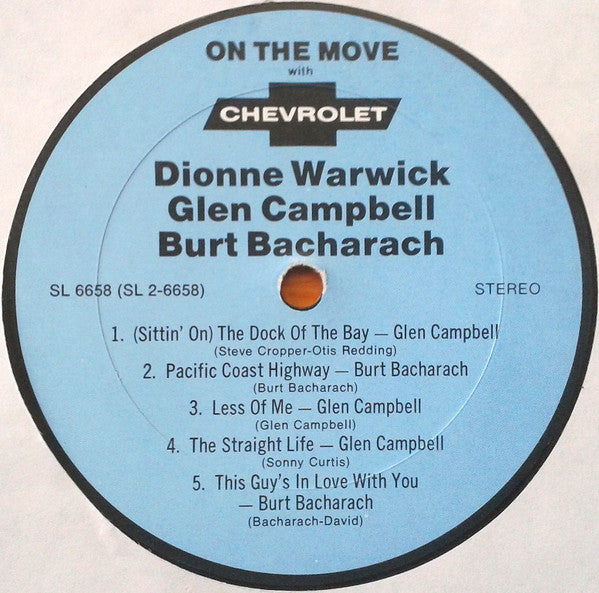 ON THE MOVE
with
CHEVROLET
Dionne Warwick
Glen Campbell
Burt Bacharach
SL 6658 (SL 2-6658) STEREO
1. (Sittin' On) The Dock Of The Bay — Glen Campbell
(Steve Cropper-Otis Redding)
2. Pacific Coast Highway — Burt Bacharach
(Burt Bacharach)
3. Less Of Me — Glen Campbell
(Glen Campbell)
4. The Straight Life — Glen Campbell
(Sonny Curtis)
5. This Guy's In Love With You
— Burt Bacharach
(Bacharach-David)